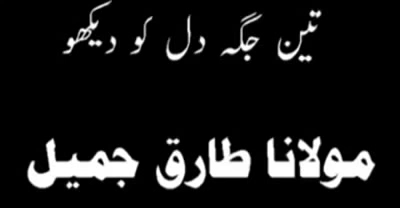 تین جگہ دل کو دیکھو
مولانا طارق جمیل